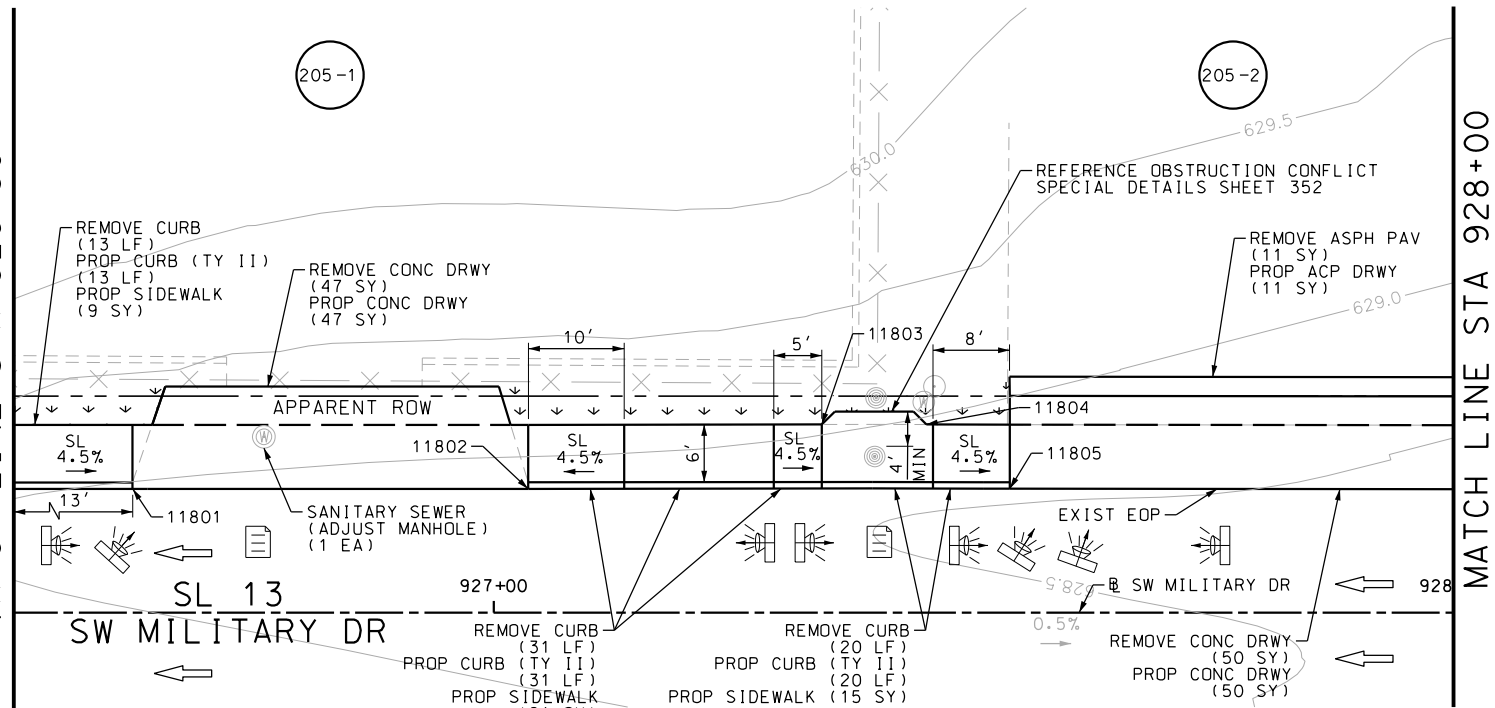 205-1
205-2
629.5
630.0
REFERENCE OBSTRUCTION CONFLICT
SPECIAL DETAILS SHEET 352
REMOVE CURB
(13 LF)
PROP CURB (TY II)
(13 LF)
PROP SIDEWALK
(9 SY)
REMOVE CONC DRWY
(47 SY)
PROP CONC DRWY
(47 SY)
REMOVE ASPH PAV
(11 SY)
PROP ACP DRWY
(11 SY)
629.0
MATCH LINE STA 928+00
10'
5'
11803
8'
APPARENT ROW
11804
SL
4.5%
W
11802
SL
4.5%
6'
SL
4.5%
4'
MIN
W
SL
4.5%
11805
13'
11801
SANITARY SEWER
(ADJUST MANHOLE)
(1 EA)
EXIST EOP
SL 13
SW MILITARY DR
927+00
628.5
BL SW MILITARY DR
928
0.5%
REMOVE CURB
(31 LF)
PROP CURB (TY II)
(31 LF)
PROP SIDEWALK
REMOVE CURB
(20 LF)
PROP CURB (TY II)
(20 LF)
PROP SIDEWALK (15 SY)
REMOVE CONC DRWY
(50 SY)
PROP CONC DRWY
(50 SY)